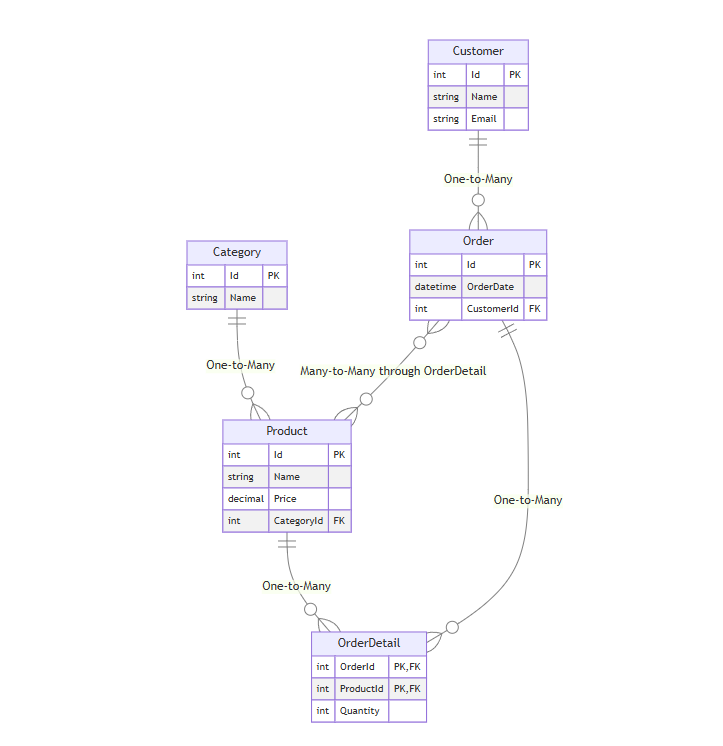 Customer
int Id PK
string Name
string Email
One-to-Many
Order
int Id PK
datetime OrderDate
int CustomerId FK
Category
int Id PK
string Name
One-to-Many
Many-to-Many through OrderDetail
Product
int Id PK
string Name
decimal Price
int CategoryId FK
One-to-Many
One-to-Many
OrderDetail
int OrderId PK,FK
int ProductId PK,FK
int Quantity